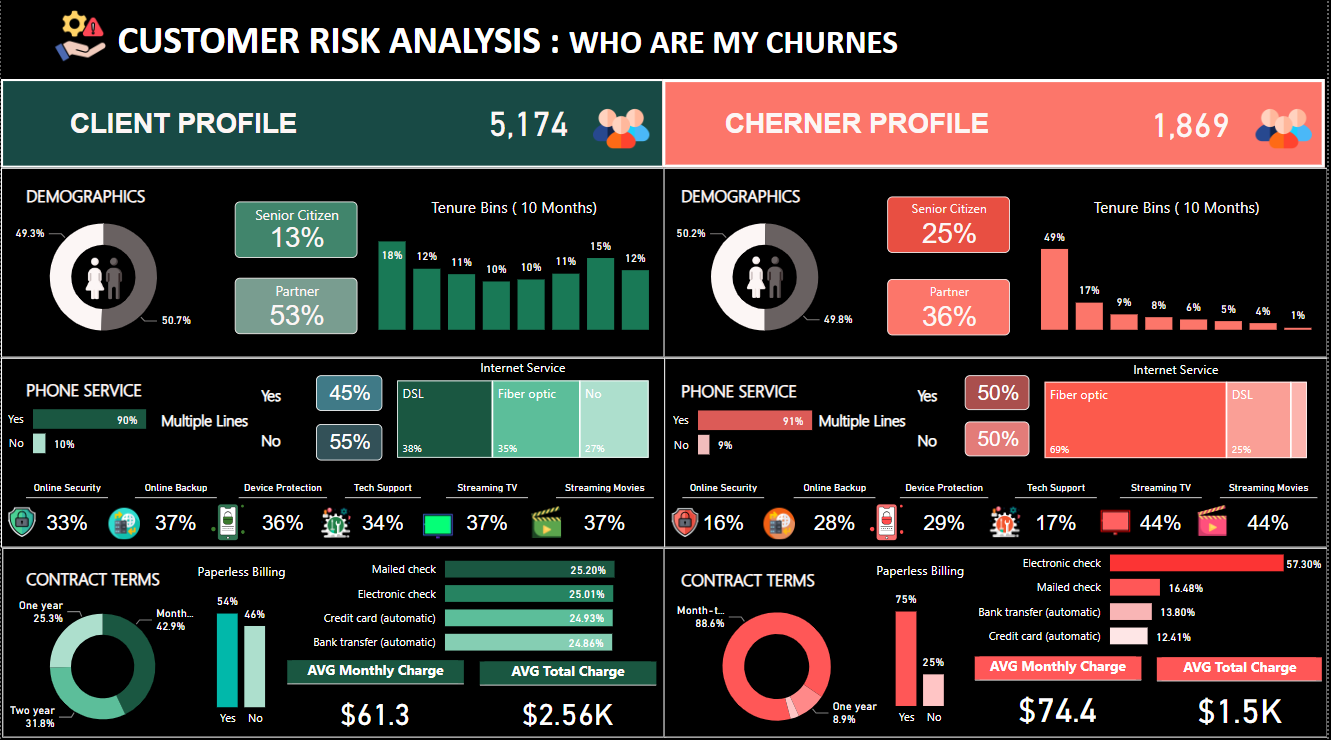 CUSTOMER RISK ANALYSIS : WHO ARE MY CHURNES
CLIENT PROFILE
5,174
CHERNER PROFILE
1,869
DEMOGRAPHICS
49.3%
50.7%
Senior Citizen
13%
Partner
53%
Tenure Bins ( 10 Months)
18%
12%
11%
10%
10%
11%
15%
12%
DEMOGRAPHICS
50.2%
49.8%
Senior Citizen
25%
Partner
36%
Tenure Bins ( 10 Months)
49%
17%
9%
8%
6%
5%
4%
1%
PHONE SERVICE
Yes
90%
No
10%
Multiple Lines
Yes
45%
No
55%
Internet Service
DSL
38%
Fiber optic
35%
No
27%
Online Security
33%
Online Backup
37%
Device Protection
36%
Tech Support
34%
Streaming TV
37%
Streaming Movies
37%
PHONE SERVICE
Yes
91%
No
9%
Multiple Lines
Yes
50%
No
50%
Internet Service
Fiber optic
69%
DSL
25%
Online Security
16%
Online Backup
28%
Device Protection
29%
Tech Support
17%
Streaming TV
44%
Streaming Movies
44%
CONTRACT TERMS
One year
25.3%
Month...
42.9%
Two year
31.8%
Paperless Billing
54%
46%
Yes
No
Mailed check
25.20%
Electronic check
25.01%
Credit card (automatic)
24.93%
Bank transfer (automatic)
24.86%
AVG Monthly Charge
$61.3
AVG Total Charge
$2.56K
CONTRACT TERMS
Month-t...
88.6%
One year
8.9%
Paperless Billing
75%
25%
Yes
No
Electronic check
57.30%
Mailed check
16.48%
Bank transfer (automatic)
13.80%
Credit card (automatic)
12.41%
AVG Monthly Charge
$74.4
AVG Total Charge
$1.5K